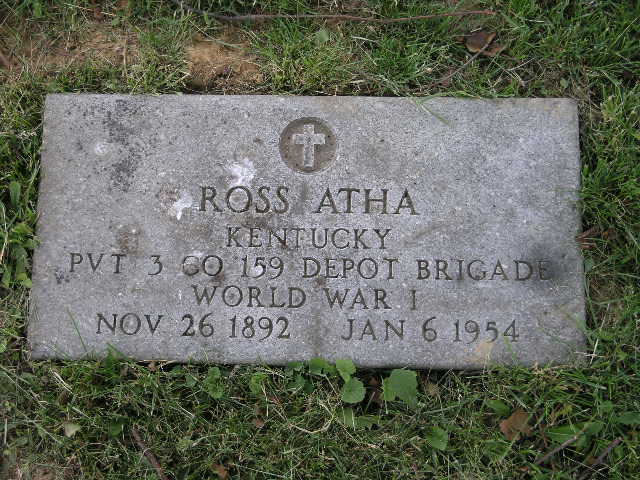 ROSS ATHA
KENTUCKY
PVT 3 CO 159 DEPOT BRIGADE
WORLD WAR I
NOV 26 1892 JAN 6 1954